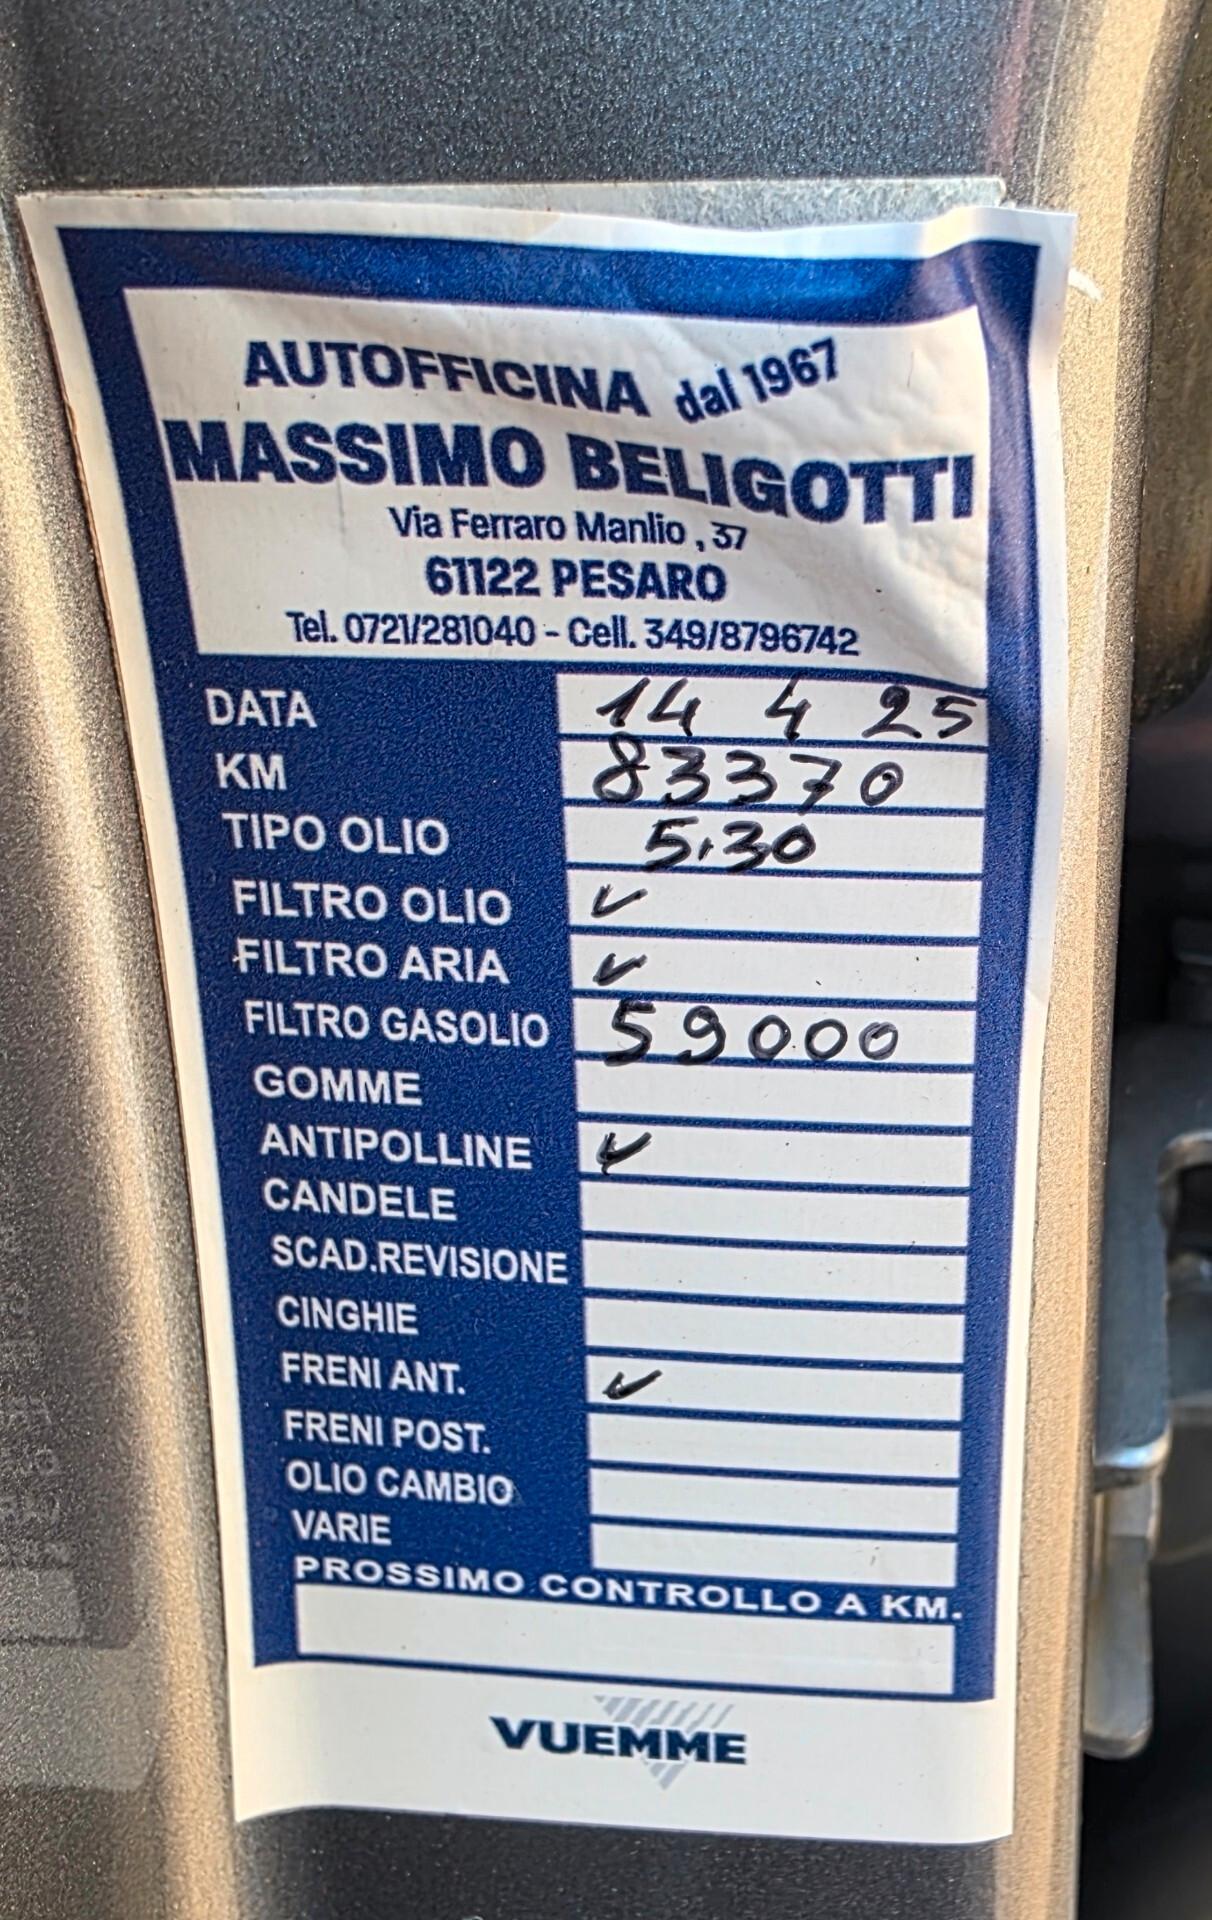 AUTOFFICINA dal 1967
MASSIMO BELIGOTTI
Via Ferraro Manlio , 37
61122 PESARO
Tel. 0721/281040 - Cell. 349/8796742
DATA 14 4 25
KM 83370
TIPO OLIO 5.30
FILTRO OLIO ✓
FILTRO ARIA ✓
FILTRO GASOLIO 59000
GOMME
ANTIPOLLINE ✓
CANDELE
SCAD.REVISIONE
CINGHIE
FRENI ANT. ✓
FRENI POST.
OLIO CAMBIO
VARIE
PROSSIMO CONTROLLO A KM.
VUEMME